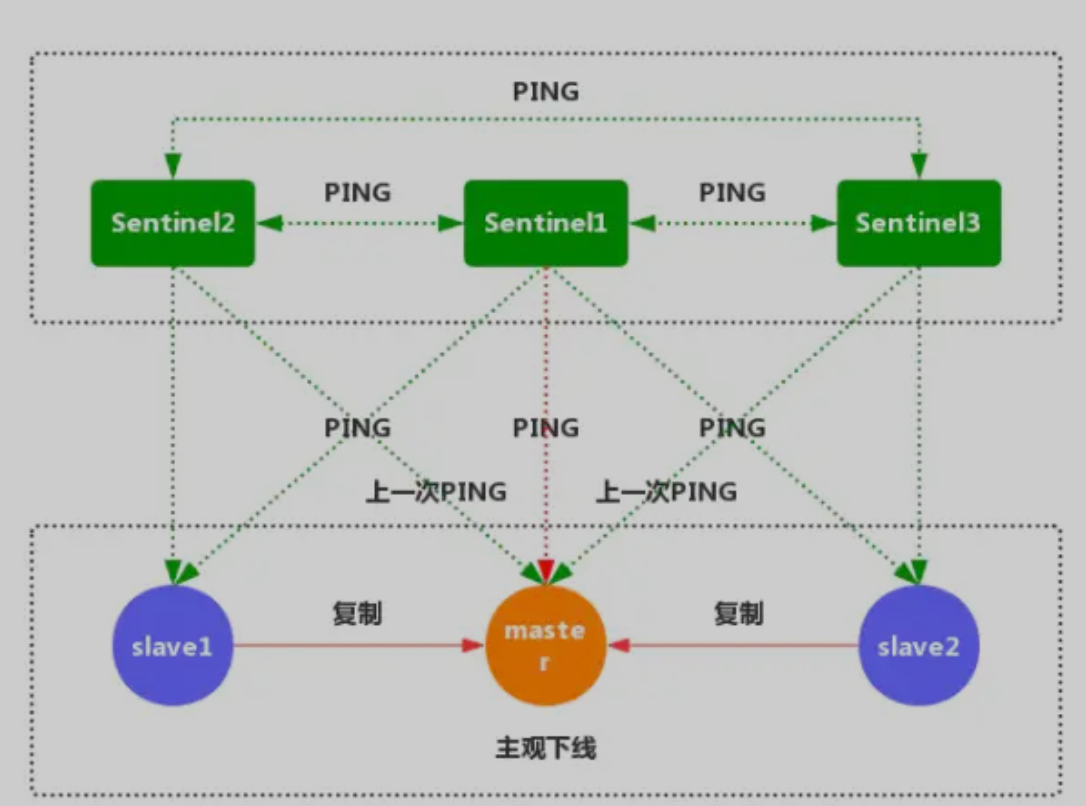 PING
PING
PING
Sentinel2
Sentinel1
Sentinel3
PING
PING
PING
上一次PING
上一次PING
复制
复制
slave1
maste
r
slave2
主观下线